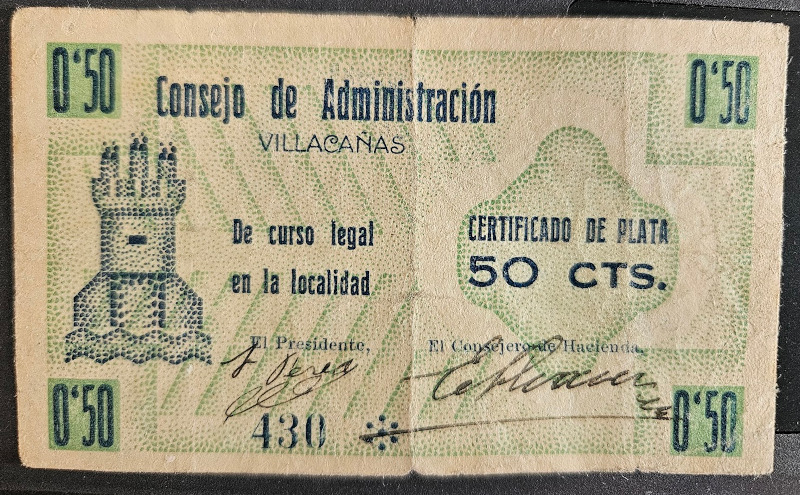 0'50 0'50
Consejo de Administración
VILLACAÑAS
De curso legal
en la localidad
CERTIFICADO DE PLATA
50 CTS.
El Presidente,
El Consejero de Hacienda,
430
0'50 0'50